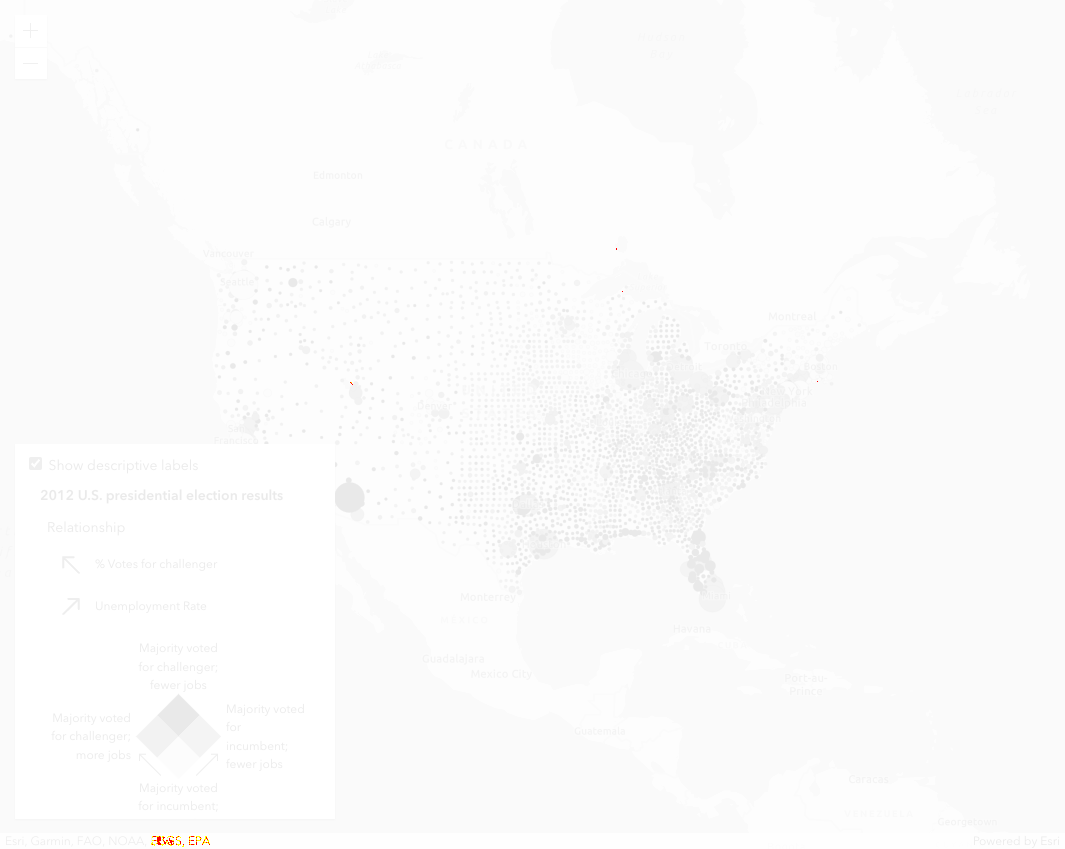 CANADA
Edmonton
Calgary
Vancouver
Seattle
Montreal
Toronto
San
Francisco
Show descriptive labels
2012 U.S. presidential election results
Relationship
% Votes for challenger
Unemployment Rate
Majority voted
for challenger;
fewer jobs
Majority voted
for challenger;
more jobs
Majority voted
for
incumbent;
fewer jobs
Majority voted
for incumbent;
Monterrey
MEXICO
Guadalajara
Mexico City
Havana
Port-au-
Prince
Guatemala
Caracas
Georgetown
Esri, Garmin, FAO, NOAA, EPA
Powered by Esri